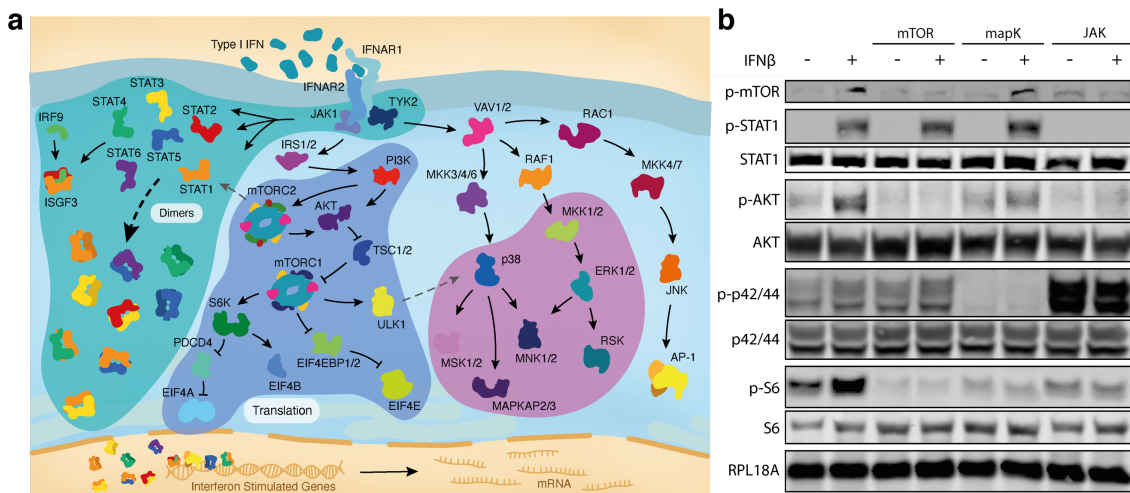 a
Type I IFN
IFNAR1
IFNAR2
JAK1
TYK2
STAT3
STAT4
STAT2
IRF9
STAT6
STAT5
STAT1
ISGF3
Dimers
IRS1/2
PI3K
mTORC2
AKT
TSC1/2
mTORC1
S6K
ULK1
PDCD4
EIF4EBP1/2
EIF4B
EIF4A
EIF4E
Translation
VAV1/2
RAC1
RAF1
MKK3/4/6
MKK4/7
MKK1/2
p38
ERK1/2
JNK
MSK1/2
MNK1/2
RSK
MAPKAP2/3
AP-1
Interferon Stimulated Genes
mRNA
b
mTOR mapK JAK
IFNβ - + - + - + - +
p-mTOR
p-STAT1
STAT1
p-AKT
AKT
p-p42/44
p42/44
p-S6
S6
RPL18A